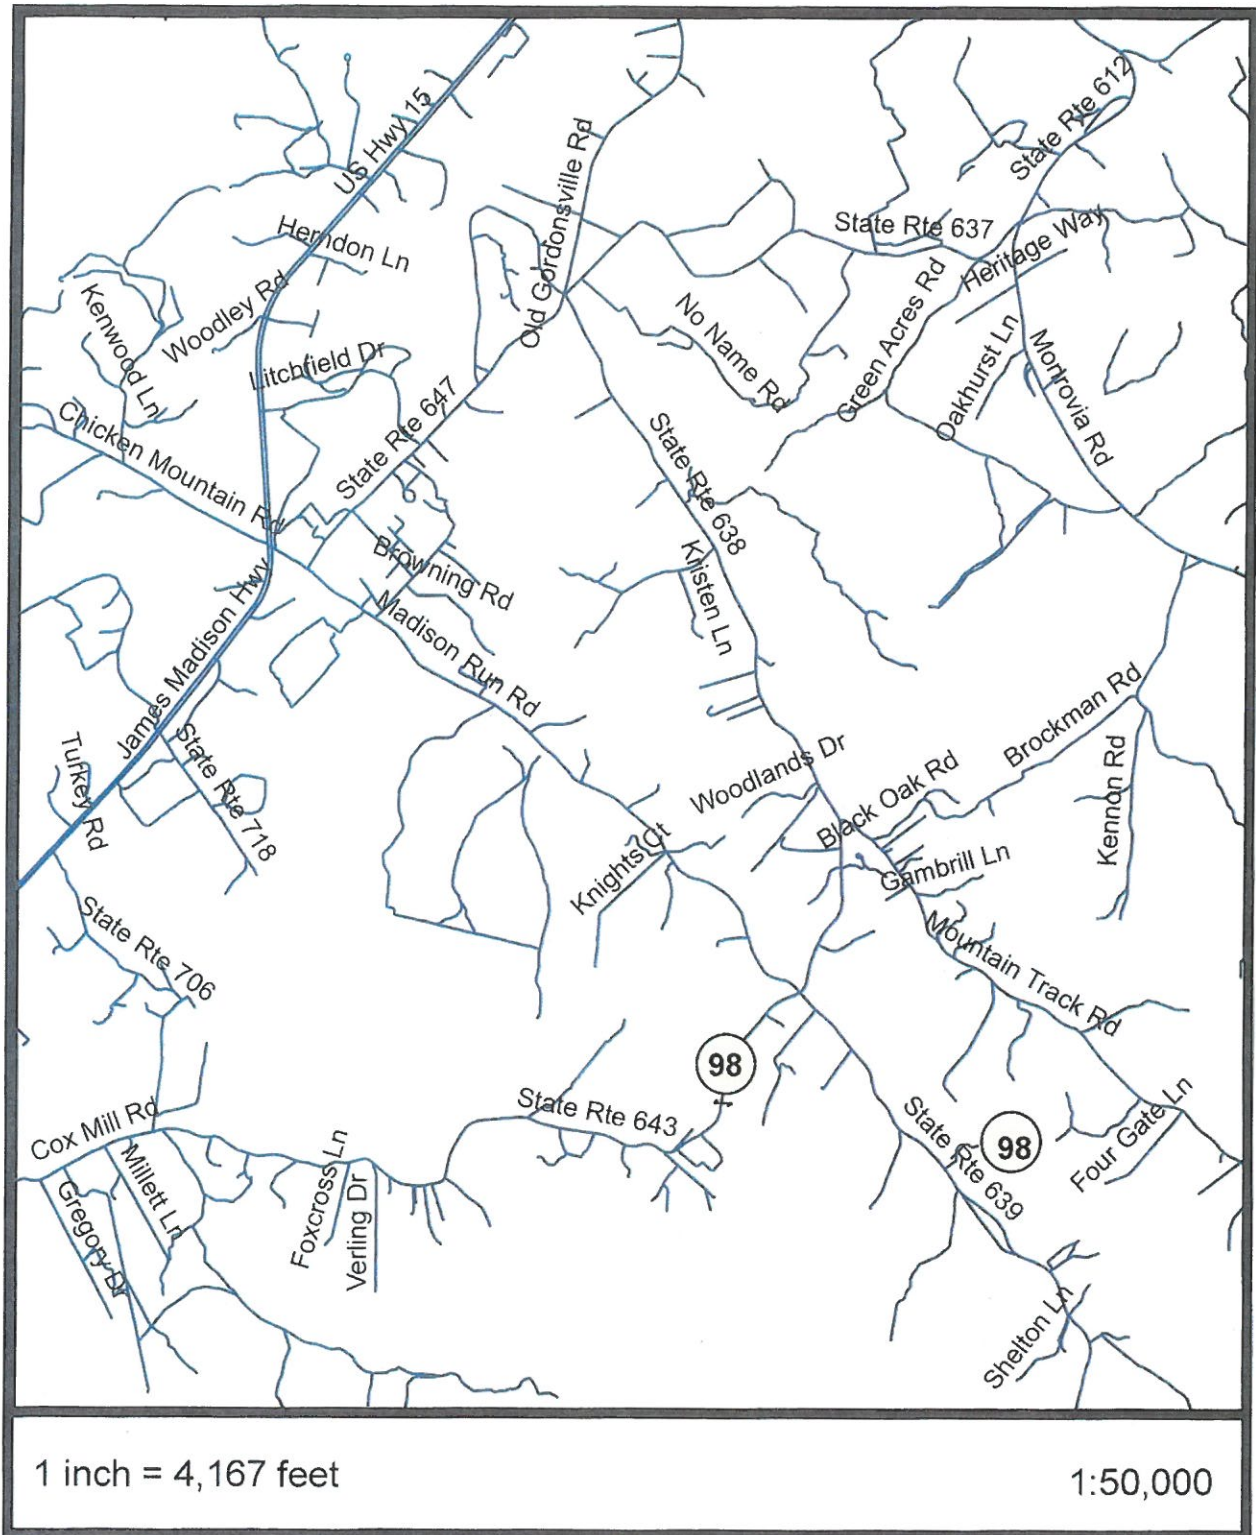 State Rte 612
US Hwy 15
Old Gordonsville Rd
State Rte 637
Heritage Way
Herndon Ln
Woodley Rd
Kenwood Ln
No Name Rd
Green Acres Rd
Oakhurst Ln
Montrovia Rd
Litchfield Dr
State Rte 647
Chicken Mountain Rd
State Rte 638
Browning Rd
Kristen Ln
James Madison Hwy
Madison Run Rd
Turkey Rd
State Rte 718
Woodlands Dr
Brockman Rd
Black Oak Rd
Kennon Rd
Knights Ct
Gambrill Ln
State Rte 706
Mountain Track Rd
98
State Rte 643
Cox Mill Rd
State Rte 639
98
Four Gate Ln
Millett Ln
Foxcross Ln
Verling Dr
Gregory Dr
Shelton Ln
1 inch = 4,167 feet
1:50,000